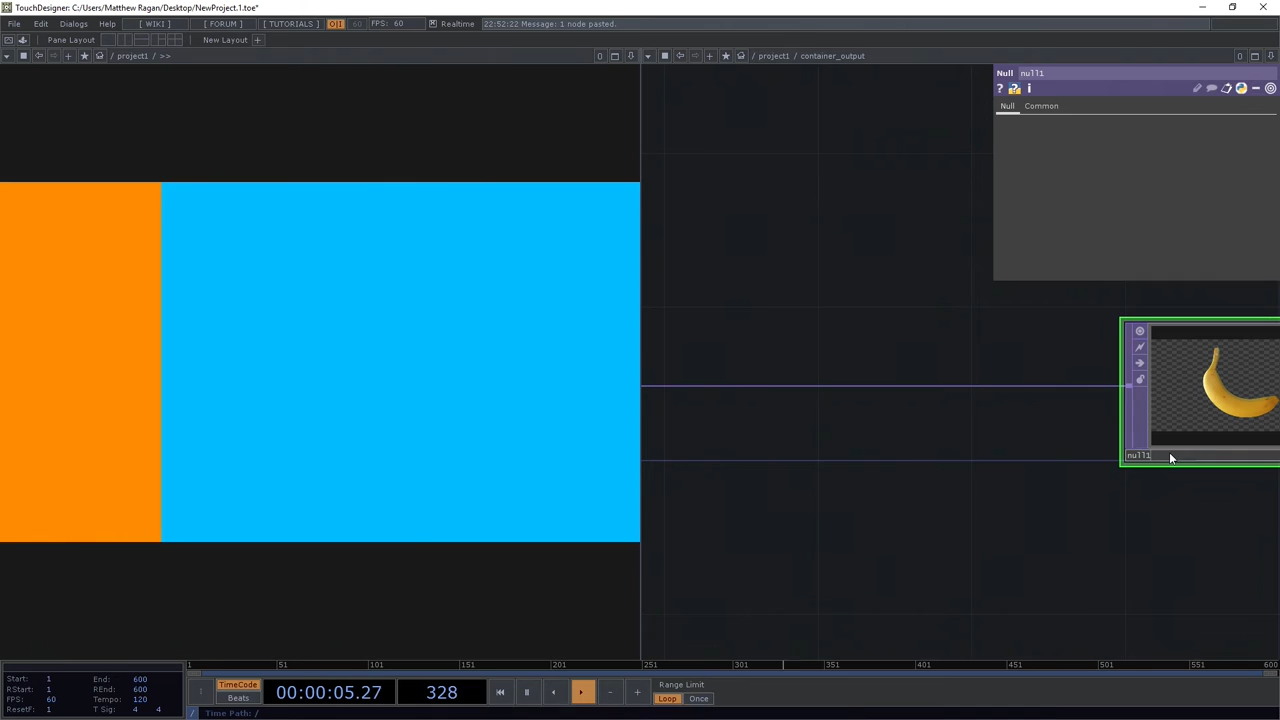 TouchDesigner: C:/Users/Matthew Ragan/Desktop/NewProject.1.toe*
File Edit Dialogs Help [ WIKI ] [ FORUM ] [ TUTORIALS ] O|I 60 FPS: 60 Realtime 22:52:22 Message: 1 node pasted.
Pane Layout New Layout +
/ project1 / >> 0
/ project1 / container_output 0
Null null1
? ? i
Null Common
null1
1 51 101 151 201 251 301 351 401 451 501 551 600
Start: 1 End: 600
RStart: 1 REnd: 600
FPS: 60 Tempo: 120
ResetF: 1 T Sig: 4 4
TimeCode
Beats
00:00:05.27
328
Range Limit
Loop Once
/ Time Path: /